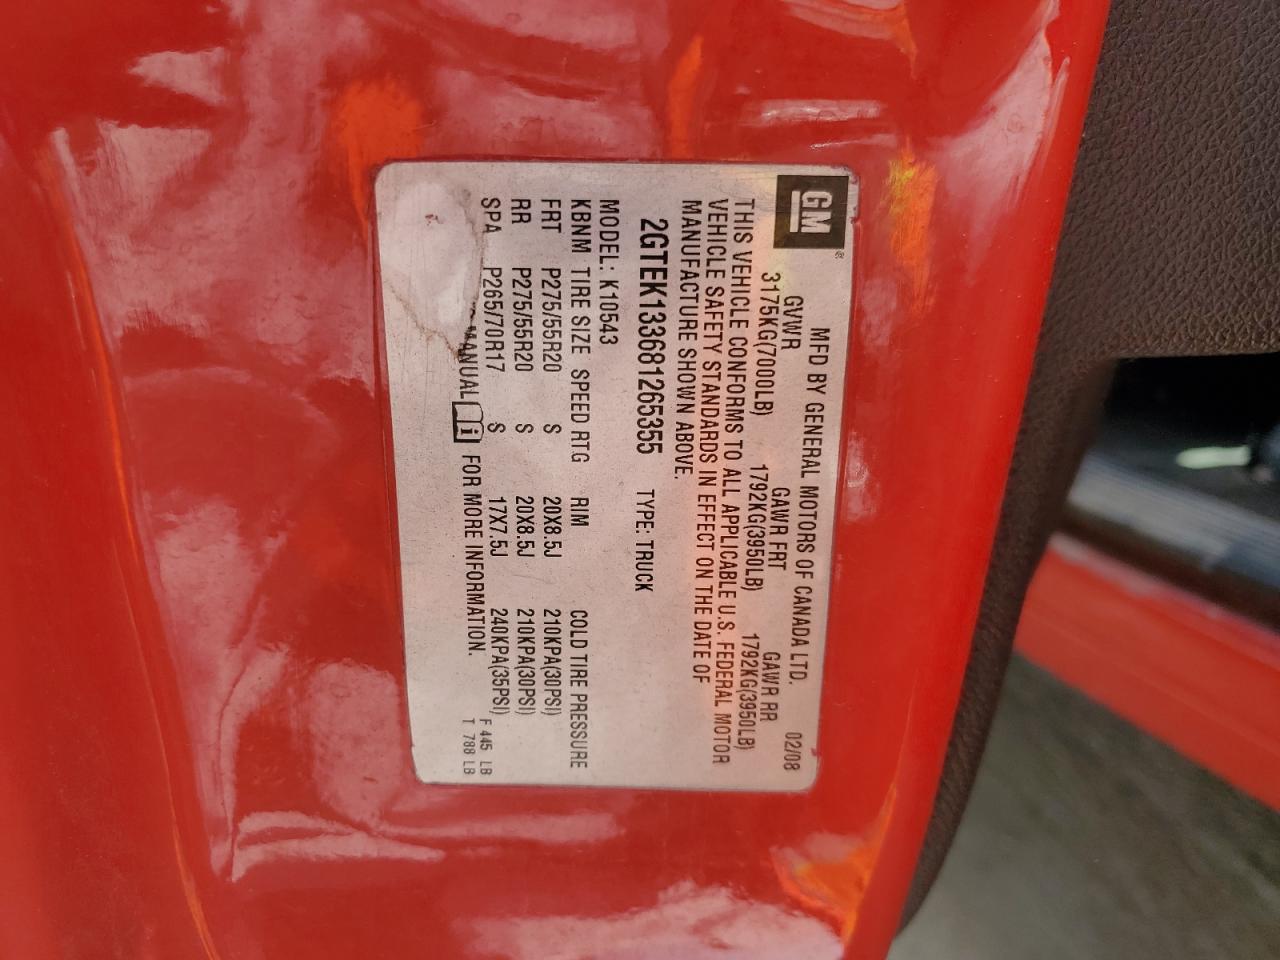 GM
MFD BY GENERAL MOTORS OF CANADA LTD. 02/08
GVWR GAWR FRT GAWR RR
3175KG(7000LB) 1792KG(3950LB) 1792KG(3950LB)
THIS VEHICLE CONFORMS TO ALL APPLICABLE U.S. FEDERAL MOTOR
VEHICLE SAFETY STANDARDS IN EFFECT ON THE DATE OF
MANUFACTURE SHOWN ABOVE.
2GTEK133681265355 TYPE: TRUCK
MODEL: K10543
KBNM TIRE SIZE SPEED RTG RIM COLD TIRE PRESSURE
FRT P275/55R20 S 20X8.5J 210KPA(30PSI)
RR P275/55R20 S 20X8.5J 210KPA(30PSI)
SPA P265/70R17 S 17X7.5J 240KPA(35PSI)
MANUAL i FOR MORE INFORMATION.
F 445 LB
T 788 LB